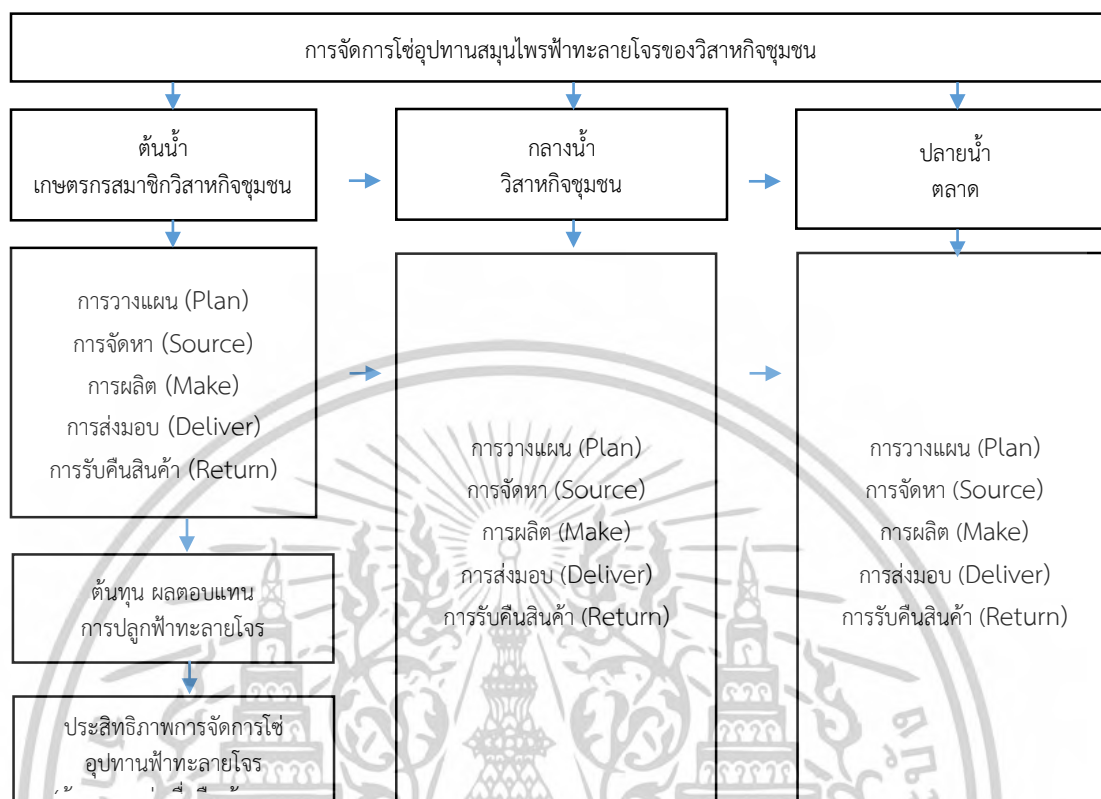 การจัดการโซ่อุปทานสมุนไพรฟ้าทะลายโจรของวิสาหกิจชุมชน
ต้นน้ำ
เกษตรกรสมาชิกวิสาหกิจชุมชน
กลางน้ำ
วิสาหกิจชุมชน
ปลายน้ำ
ตลาด
การวางแผน (Plan)
การจัดหา (Source)
การผลิต (Make)
การส่งมอบ (Deliver)
การรับคืนสินค้า (Return)
การวางแผน (Plan)
การจัดหา (Source)
การผลิต (Make)
การส่งมอบ (Deliver)
การรับคืนสินค้า (Return)
การวางแผน (Plan)
การจัดหา (Source)
การผลิต (Make)
การส่งมอบ (Deliver)
การรับคืนสินค้า (Return)
ต้นทุน ผลตอบแทน
การปลูกฟ้าทะลายโจร
ประสิทธิภาพการจัดการโซ่
อุปทานฟ้าทะลายโจร